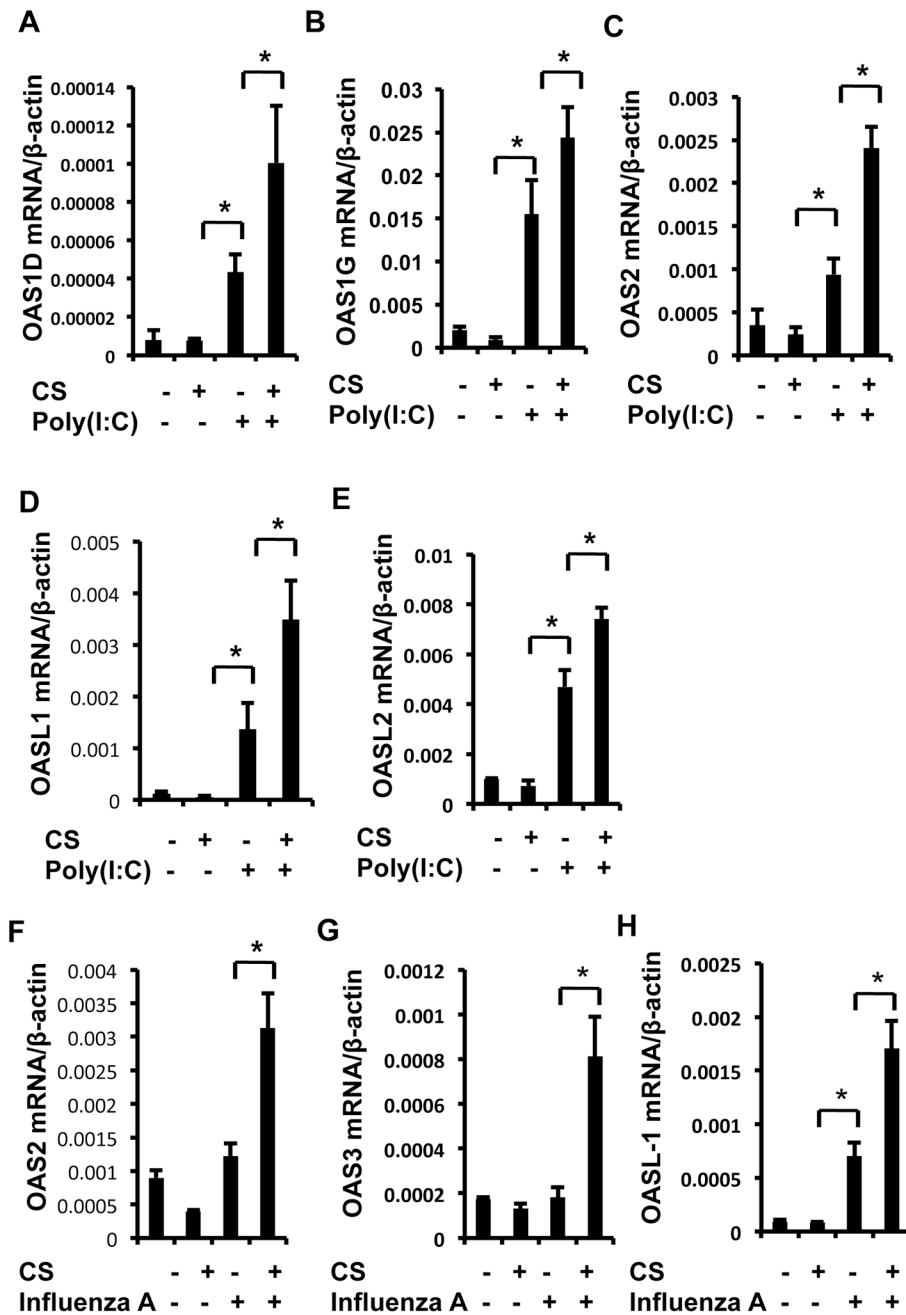 A
OAS1D mRNA/β-actin
0.00014
0.00012
0.0001
0.00008
0.00006
0.00004
0.00002
0
*
*
CS - + - +
Poly(I:C) - - + +
B
OAS1G mRNA/β-actin
0.03
0.025
0.02
0.015
0.01
0.005
0
*
*
CS - + - +
Poly(I:C) - - + +
C
OAS2 mRNA/β-actin
0.003
0.0025
0.002
0.0015
0.001
0.0005
0
*
*
CS - + - +
Poly(I:C) - - + +
D
OASL1 mRNA/β-actin
0.005
0.004
0.003
0.002
0.001
0
*
*
CS - + - +
Poly(I:C) - - + +
E
OASL2 mRNA/β-actin
0.01
0.008
0.006
0.004
0.002
0
*
*
CS - + - +
Poly(I:C) - - + +
F
OAS2 mRNA/β-actin
0.004
0.0035
0.003
0.0025
0.002
0.0015
0.001
0.0005
0
*
CS - + - +
Influenza A - - + +
G
OAS3 mRNA/β-actin
0.0012
0.001
0.0008
0.0006
0.0004
0.0002
0
*
CS - + - +
Influenza A - - + +
H
OASL-1 mRNA/β-actin
0.0025
0.002
0.0015
0.001
0.0005
0
*
*
CS - + - +
Influenza A - - + +